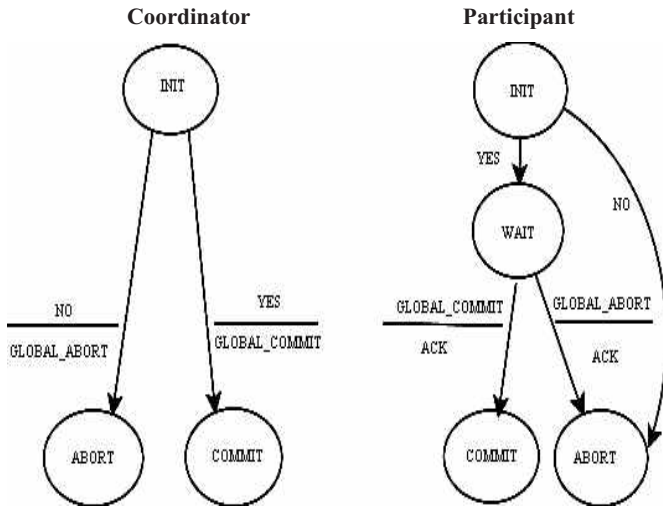 Coordinator
Participant
INIT
NO
GLOBAL_ABORT
YES
GLOBAL_COMMIT
ABORT
COMMIT
INIT
YES
NO
WAIT
GLOBAL_COMMIT
ACK
GLOBAL_ABORT
ACK
COMMIT
ABORT